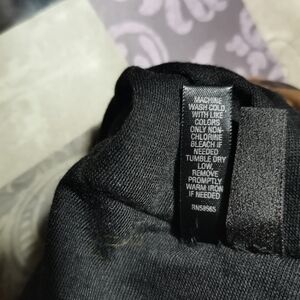 MACHINE
WASH COLD,
WITH LIKE
COLORS
ONLY NON-
CHLORINE
BLEACH IF
NEEDED
TUMBLE DRY
LOW,
REMOVE
PROMPTLY
WARM IRON
IF NEEDED
RN58965